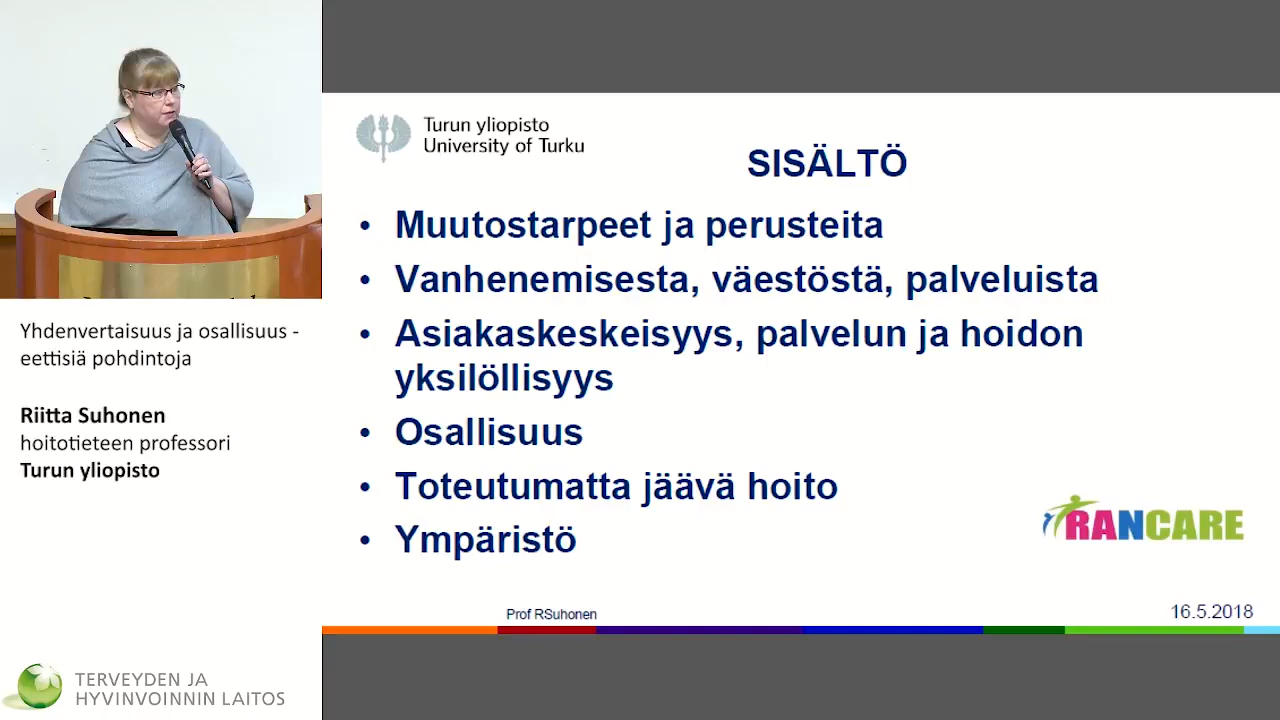 Turun yliopisto
University of Turku
SISÄLTÖ
• Muutostarpeet ja perusteita
• Vanhenemisesta, väestöstä, palveluista
• Asiakaskeskeisyys, palvelun ja hoidon
yksilöllisyys
• Osallisuus
• Toteutumatta jäävä hoito
• Ympäristö
RANCARE
Prof RSuhonen
16.5.2018
Yhdenvertaisuus ja osallisuus -
eettisiä pohdintoja
Riitta Suhonen
hoitotieteen professori
Turun yliopisto
TERVEYDEN JA
HYVINVOINNIN LAITOS